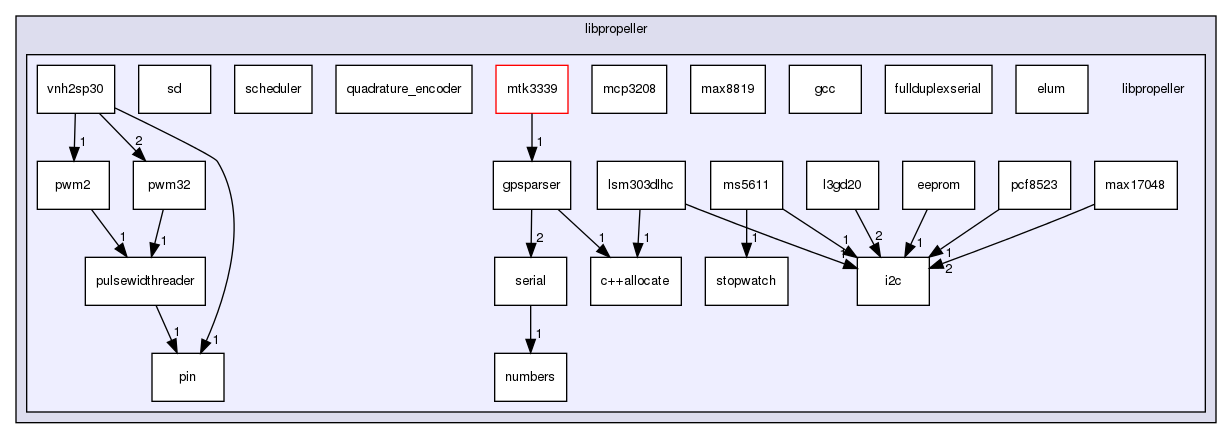 libpropeller
vnh2sp30 sd scheduler quadrature_encoder mtk3339 mcp3208 max8819 gcc fullduplexserial elum libpropeller
1 2 1
pwm2 pwm32 gpsparser lsm303dlhc ms5611 l3gd20 eeprom pcf8523 max17048
1 1 2 1 1 1 1 1 2 1 1 2
pulsewidthreader serial c++allocate stopwatch i2c
1 1 1
pin numbers